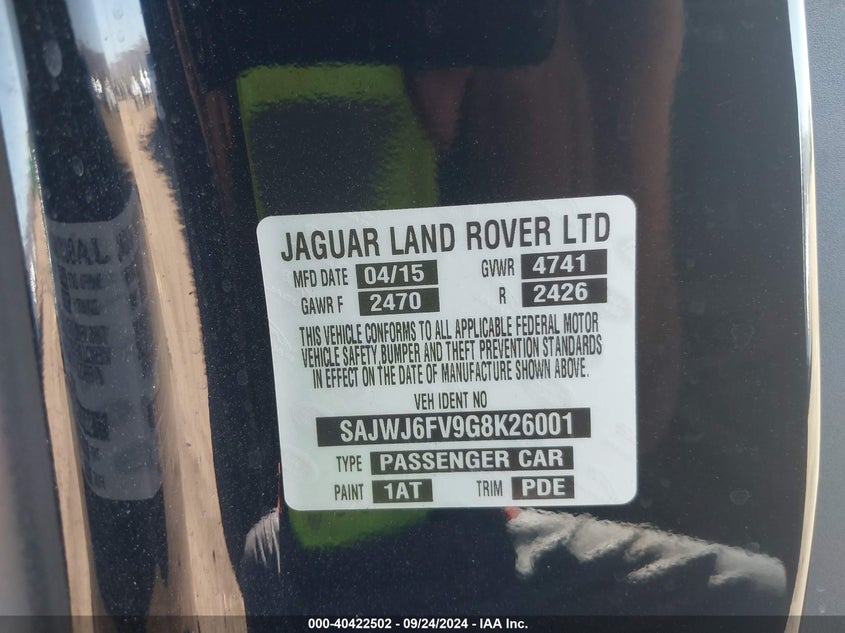 JAGUAR LAND ROVER LTD
MFD DATE 04/15 GVWR 4741
GAWR F 2470 R 2426
THIS VEHICLE CONFORMS TO ALL APPLICABLE FEDERAL MOTOR
VEHICLE SAFETY, BUMPER AND THEFT PREVENTION STANDARDS
IN EFFECT ON THE DATE OF MANUFACTURE SHOWN ABOVE.
VEH IDENT NO
SAJWJ6FV9G8K26001
TYPE PASSENGER CAR
PAINT 1AT TRIM PDE
000-40422502 - 09/24/2024 - IAA Inc.